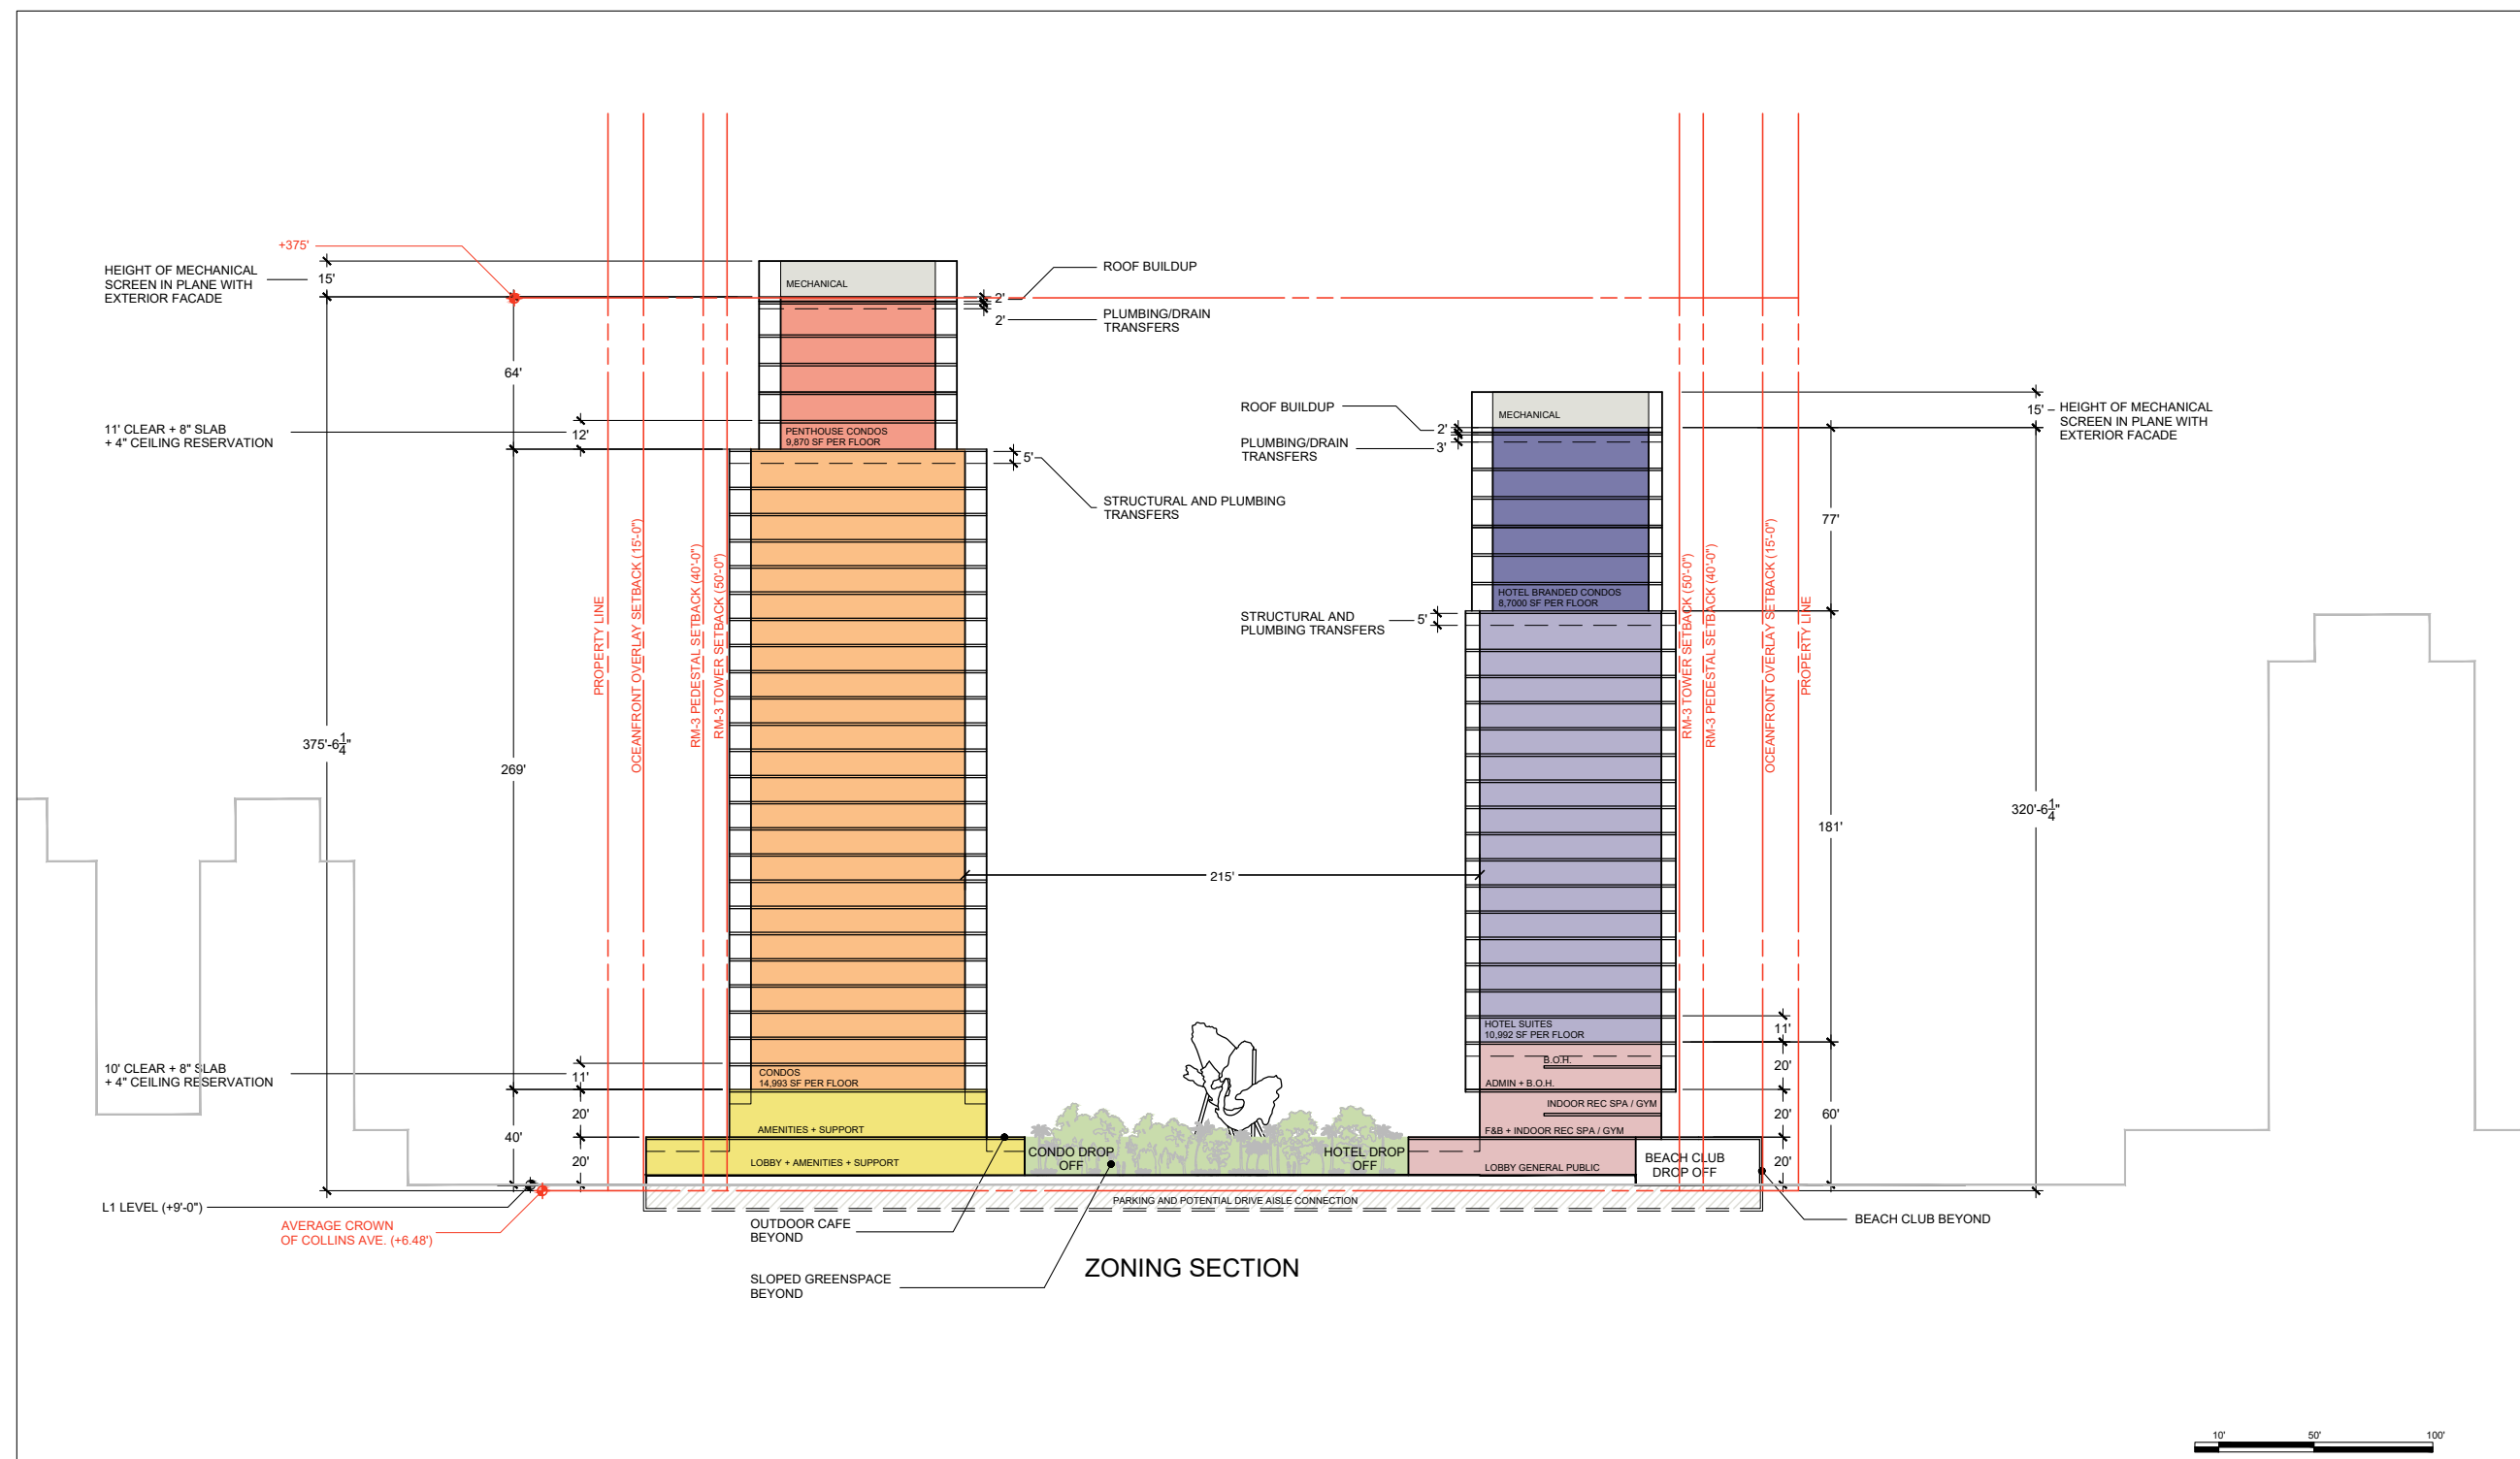 +375'
HEIGHT OF MECHANICAL
SCREEN IN PLANE WITH
EXTERIOR FACADE
15'
MECHANICAL
ROOF BUILDUP
2'
PLUMBING/DRAIN
TRANSFERS
2'
64'
11' CLEAR + 8" SLAB
+ 4" CEILING RESERVATION
12'
PENTHOUSE CONDOS
9,870 SF PER FLOOR
5'
STRUCTURAL AND PLUMBING
TRANSFERS
ROOF BUILDUP
2'
PLUMBING/DRAIN
TRANSFERS
3'
MECHANICAL
15'
HEIGHT OF MECHANICAL
SCREEN IN PLANE WITH
EXTERIOR FACADE
77'
HOTEL BRANDED CONDOS
8,7000 SF PER FLOOR
STRUCTURAL AND
PLUMBING TRANSFERS
5'
PROPERTY LINE
OCEANFRONT OVERLAY SETBACK (15'-0")
RM-3 PEDESTAL SETBACK (40'-0")
RM-3 TOWER SETBACK (50'-0")
RM-3 TOWER SETBACK (50'-0")
RM-3 PEDESTAL SETBACK (40'-0")
OCEANFRONT OVERLAY SETBACK (15'-0")
PROPERTY LINE
375'-6 1/4"
269'
215'
181'
320'-6 1/4"
10' CLEAR + 8" SLAB
+ 4" CEILING RESERVATION
11'
CONDOS
14,993 SF PER FLOOR
HOTEL SUITES
10,992 SF PER FLOOR
11'
B.O.H.
ADMIN + B.O.H.
20'
20'
40'
20'
AMENITIES + SUPPORT
LOBBY + AMENITIES + SUPPORT
CONDO DROP
OFF
HOTEL DROP
OFF
INDOOR REC SPA / GYM
F&B + INDOOR REC SPA / GYM
LOBBY GENERAL PUBLIC
BEACH CLUB
DROP OFF
20'
60'
20'
PARKING AND POTENTIAL DRIVE AISLE CONNECTION
L1 LEVEL (+9'-0")
AVERAGE CROWN
OF COLLINS AVE. (+6.48')
OUTDOOR CAFE
BEYOND
BEACH CLUB BEYOND
SLOPED GREENSPACE
BEYOND
ZONING SECTION
10'
50'
100'